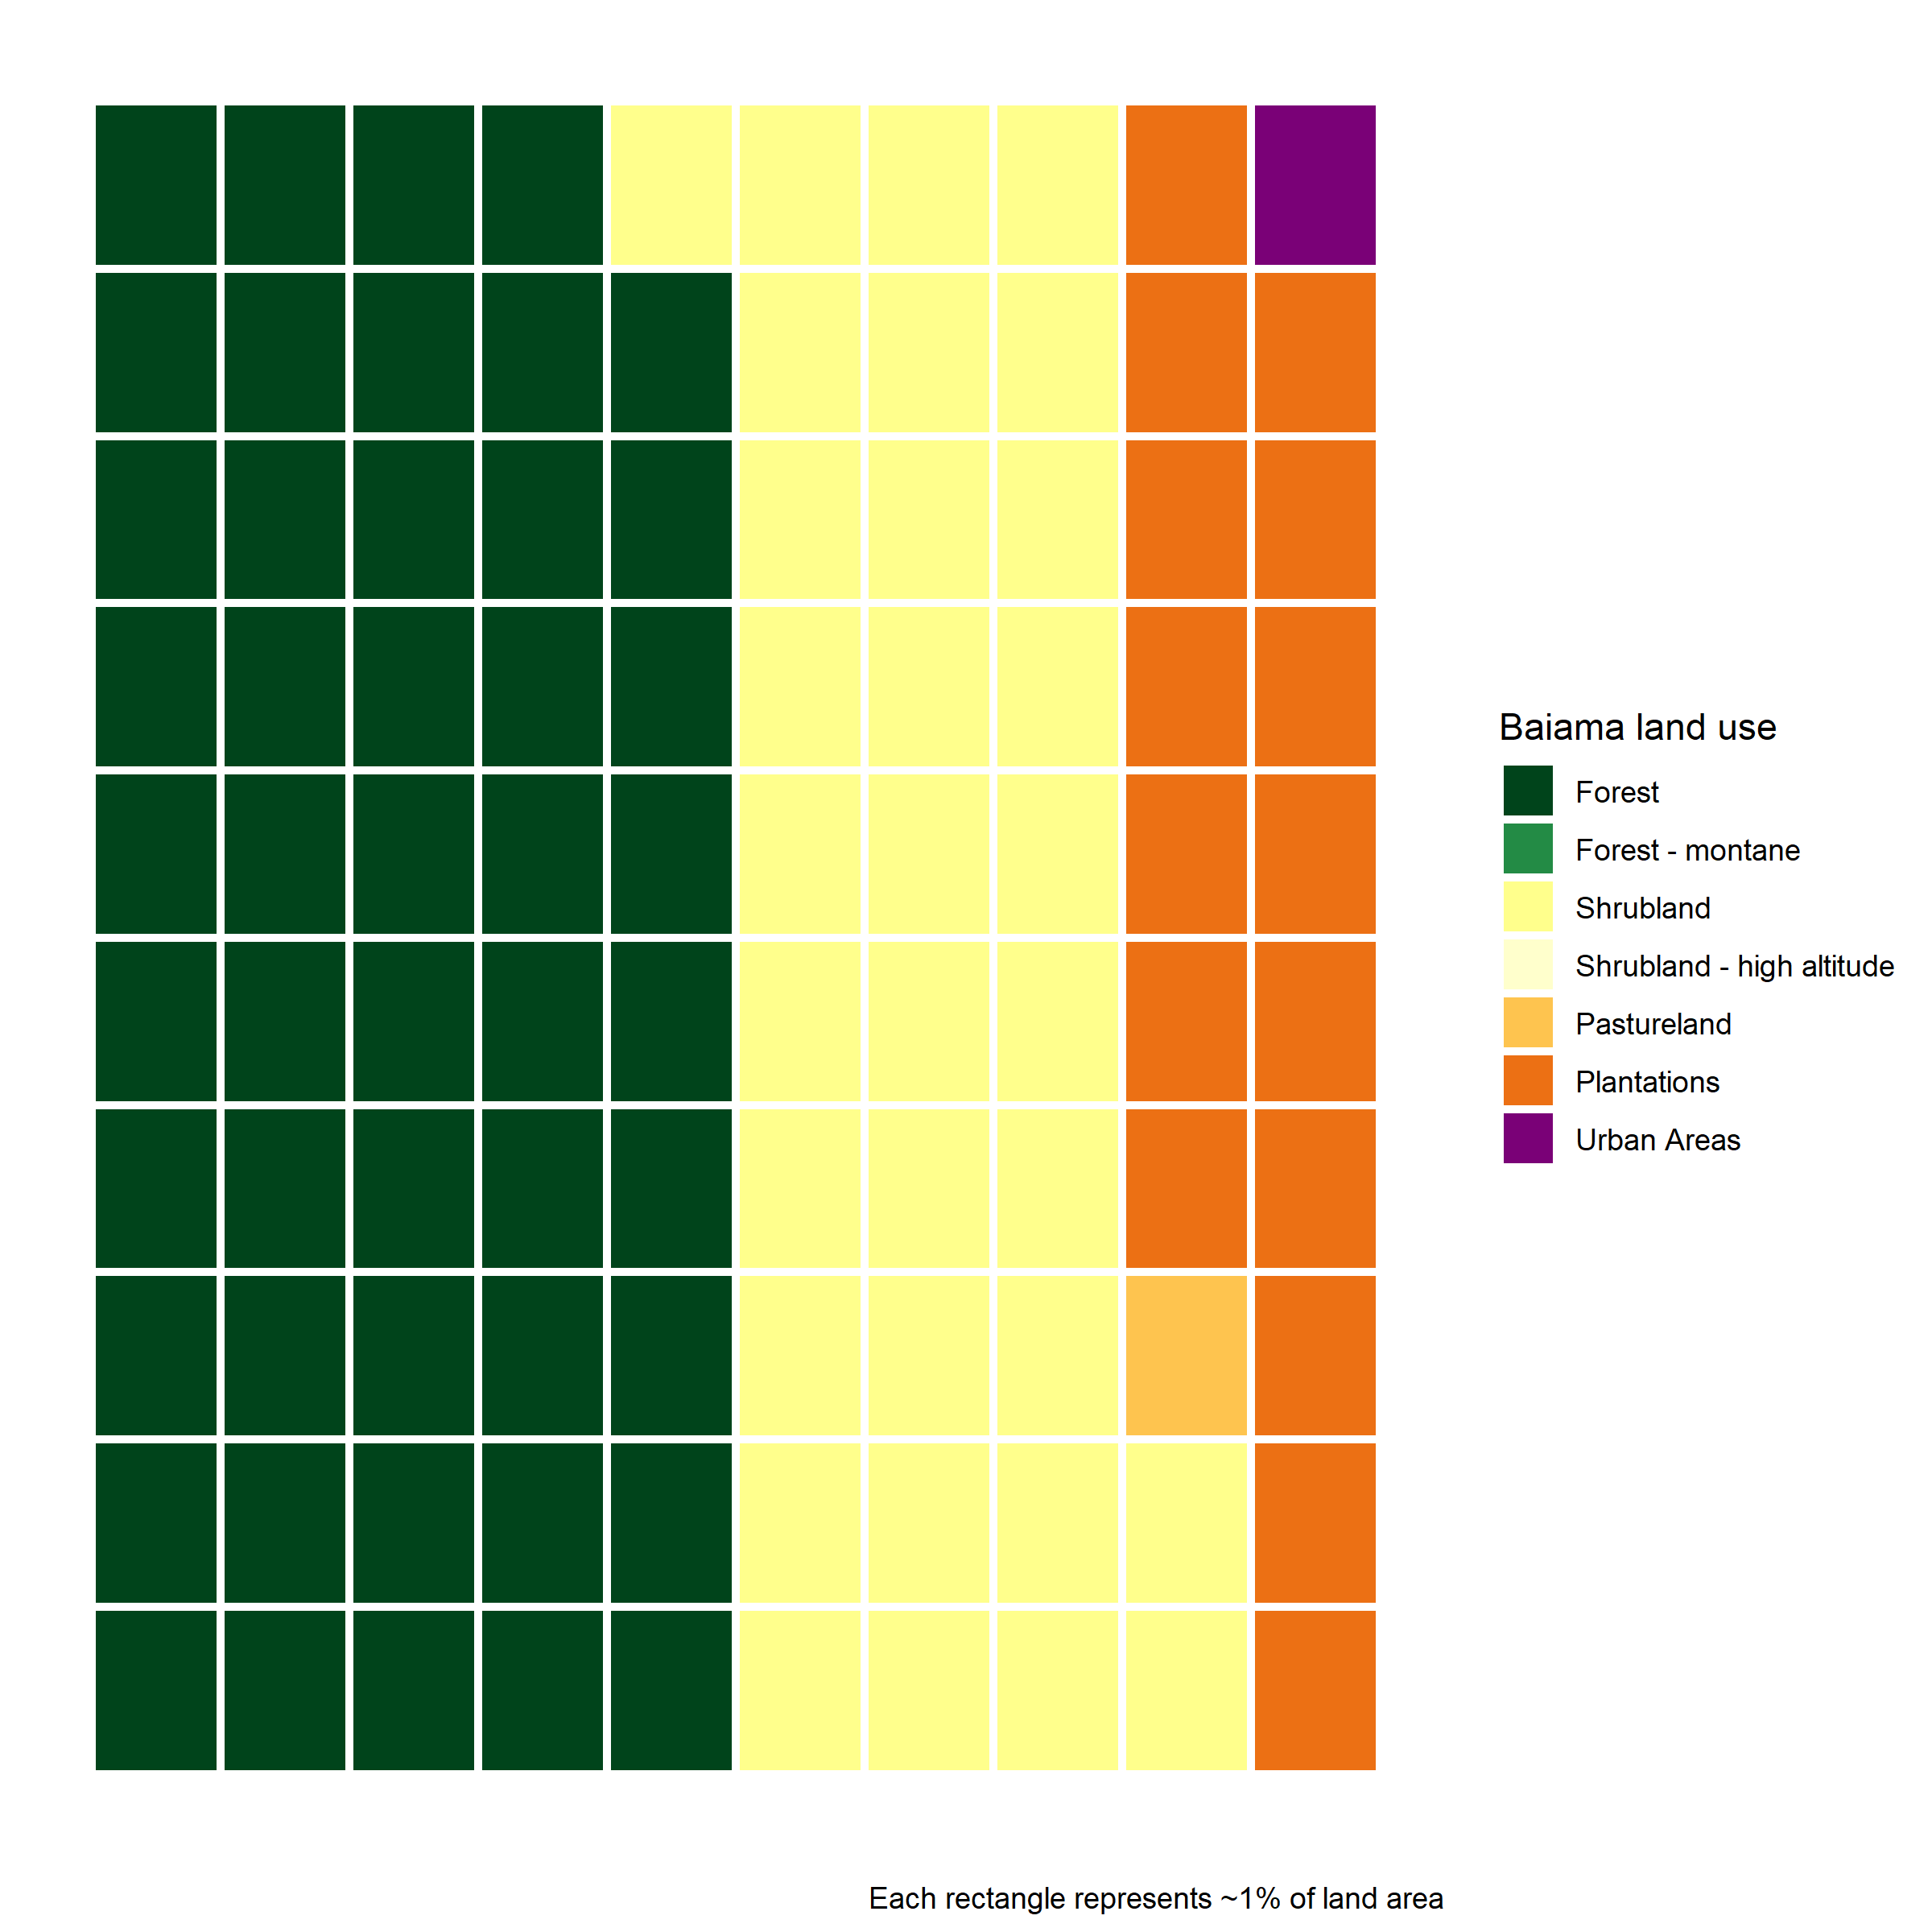 Baiama land use
Forest
Forest - montane
Shrubland
Shrubland - high altitude
Pastureland
Plantations
Urban Areas
Each rectangle represents ~1% of land area